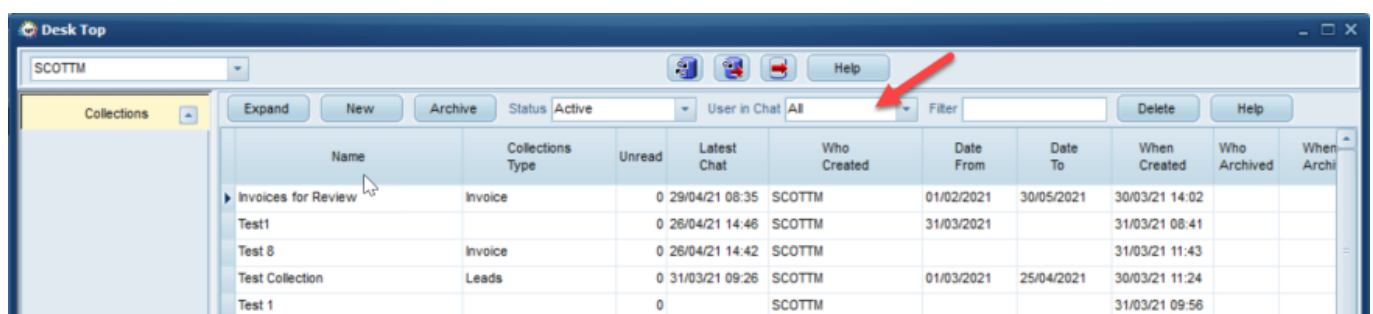 Desk Top
SCOTTM Help
Collections Expand New Archive Status Active User in Chat All Filter Delete Help
Name Collections Type Unread Latest Chat Who Created Date From Date To When Created Who Archived When Archi
Invoices for Review Invoice 0 29/04/21 08:35 SCOTTM 01/02/2021 30/05/2021 30/03/21 14:02
Test1 0 26/04/21 14:46 SCOTTM 31/03/2021 31/03/21 08:41
Test 8 Invoice 0 26/04/21 14:42 SCOTTM 31/03/21 11:43
Test Collection Leads 0 31/03/21 09:26 SCOTTM 01/03/2021 25/04/2021 30/03/21 11:24
Test 1 0 SCOTTM 31/03/21 09:56